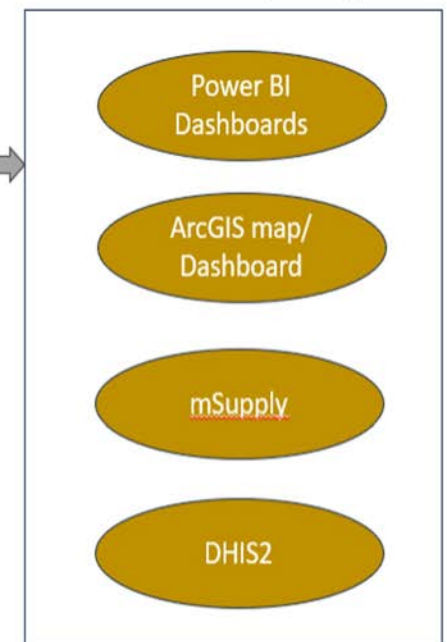 Power BI
Dashboards
ArcGIS map/
Dashboard
mSupply
DHIS2